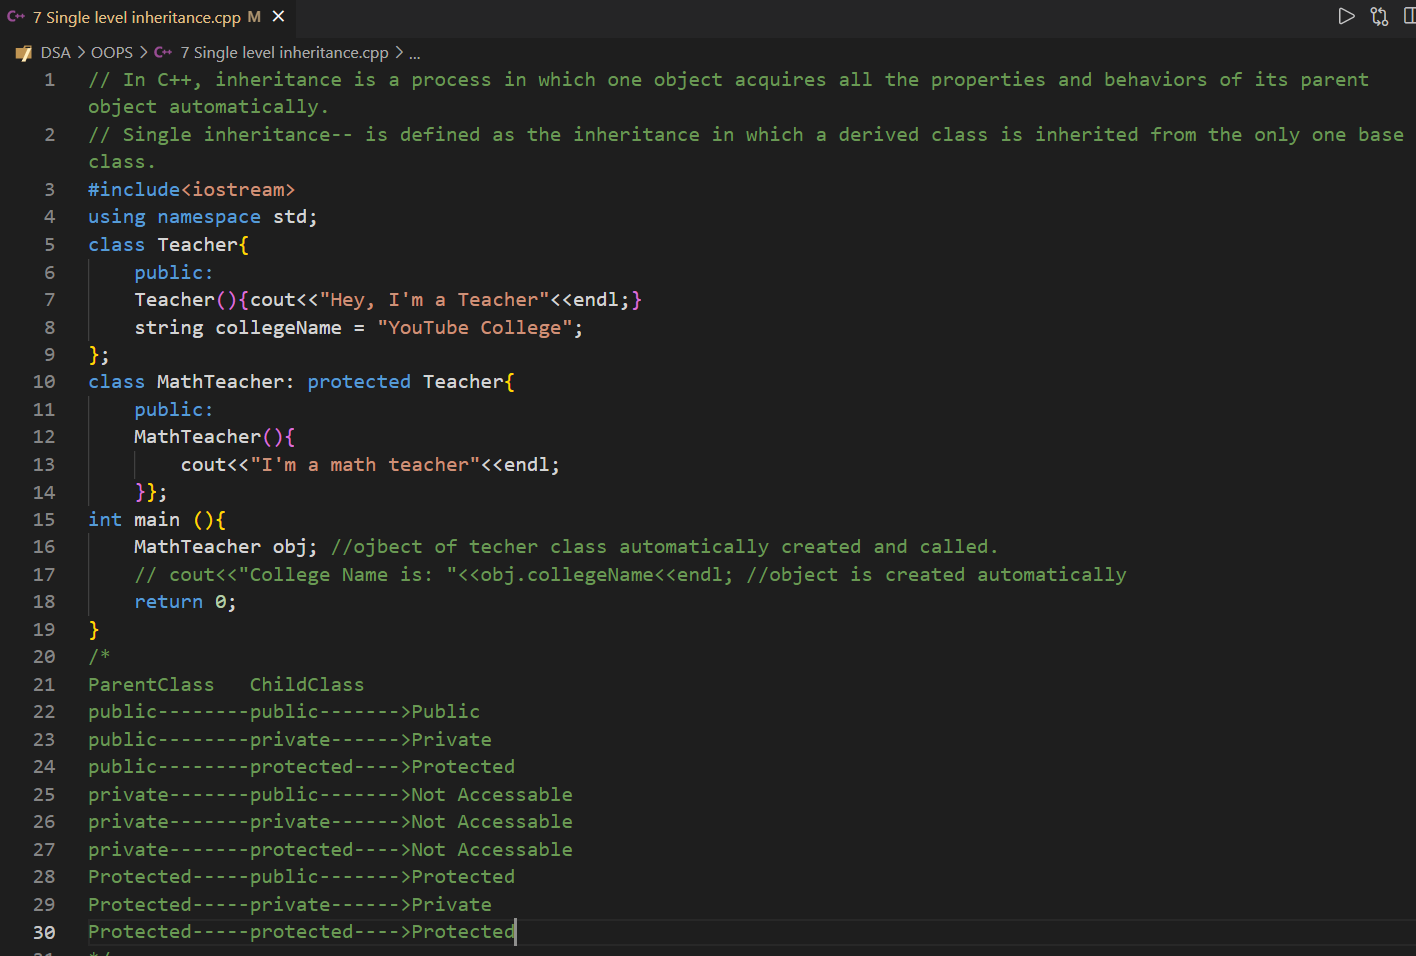 7 Single level inheritance.cpp M
DSA > OOPS > 7 Single level inheritance.cpp > ...
1 // In C++, inheritance is a process in which one object acquires all the properties and behaviors of its parent
object automatically.
2 // Single inheritance-- is defined as the inheritance in which a derived class is inherited from the only one base
class.
3 #include<iostream>
4 using namespace std;
5 class Teacher{
6     public:
7     Teacher(){cout<<"Hey, I'm a Teacher"<<endl;}
8     string collegeName = "YouTube College";
9 };
10 class MathTeacher: protected Teacher{
11     public:
12     MathTeacher(){
13         cout<<"I'm a math teacher"<<endl;
14     }};
15 int main (){
16     MathTeacher obj; //ojbect of techer class automatically created and called.
17     // cout<<"College Name is: "<<obj.collegeName<<endl; //object is created automatically
18     return 0;
19 }
20 /*
21 ParentClass   ChildClass
22 public--------public------->Public
23 public--------private------>Private
24 public--------protected---->Protected
25 private-------public------->Not Accessable
26 private-------private------>Not Accessable
27 private-------protected---->Not Accessable
28 Protected-----public------->Protected
29 Protected-----private------>Private
30 Protected-----protected---->Protected